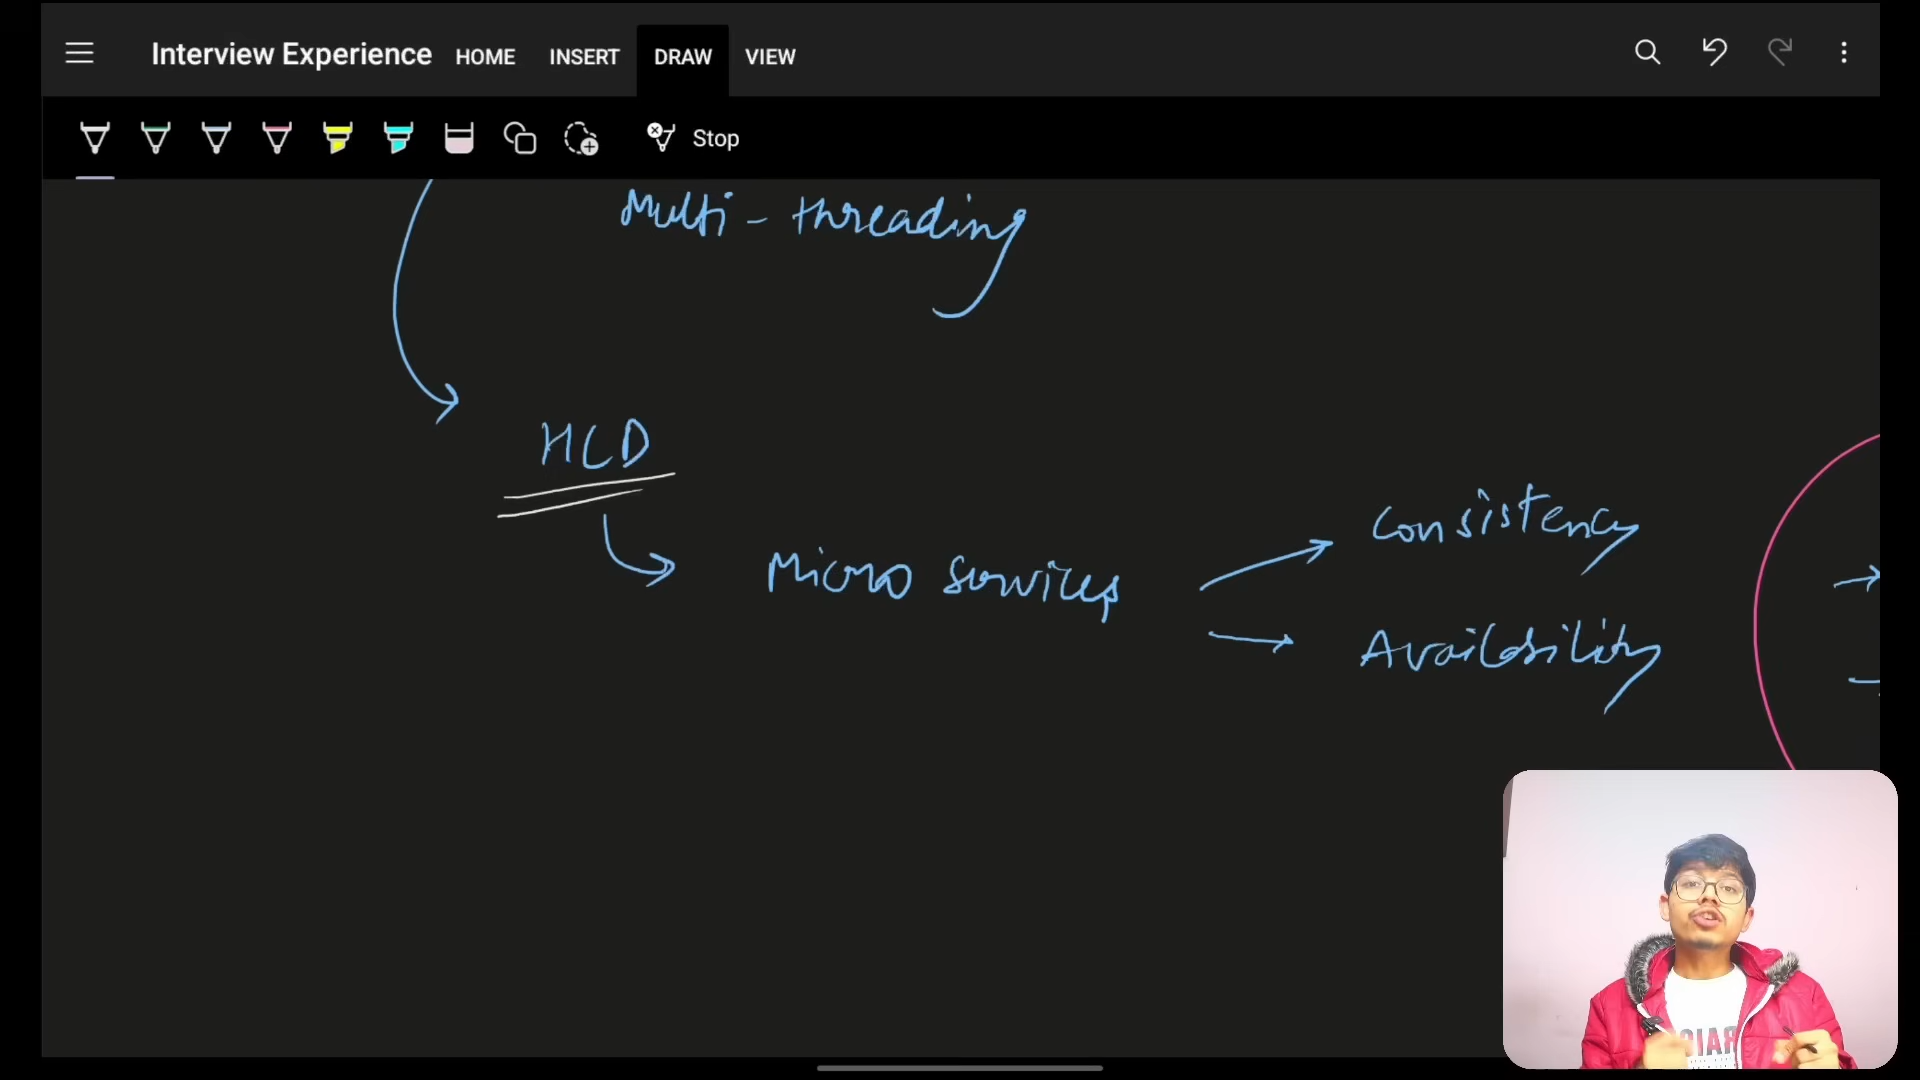 Interview Experience HOME INSERT DRAW VIEW
Stop
Multi - threading
HLD
Micro Services
Consistency
Availability